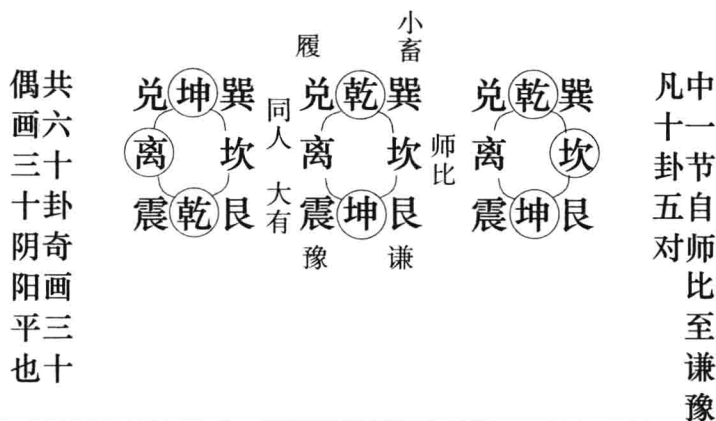 中一节自师比至谦豫
凡十卦五对
兑乾巽
离 坎
震坤艮
师比
小畜
履
兑乾巽
离 坎
震坤艮
谦
豫
同人
大有
兑坤巽
离 坎
震乾艮
共六十卦奇画三十
偶画三十阴阳平也